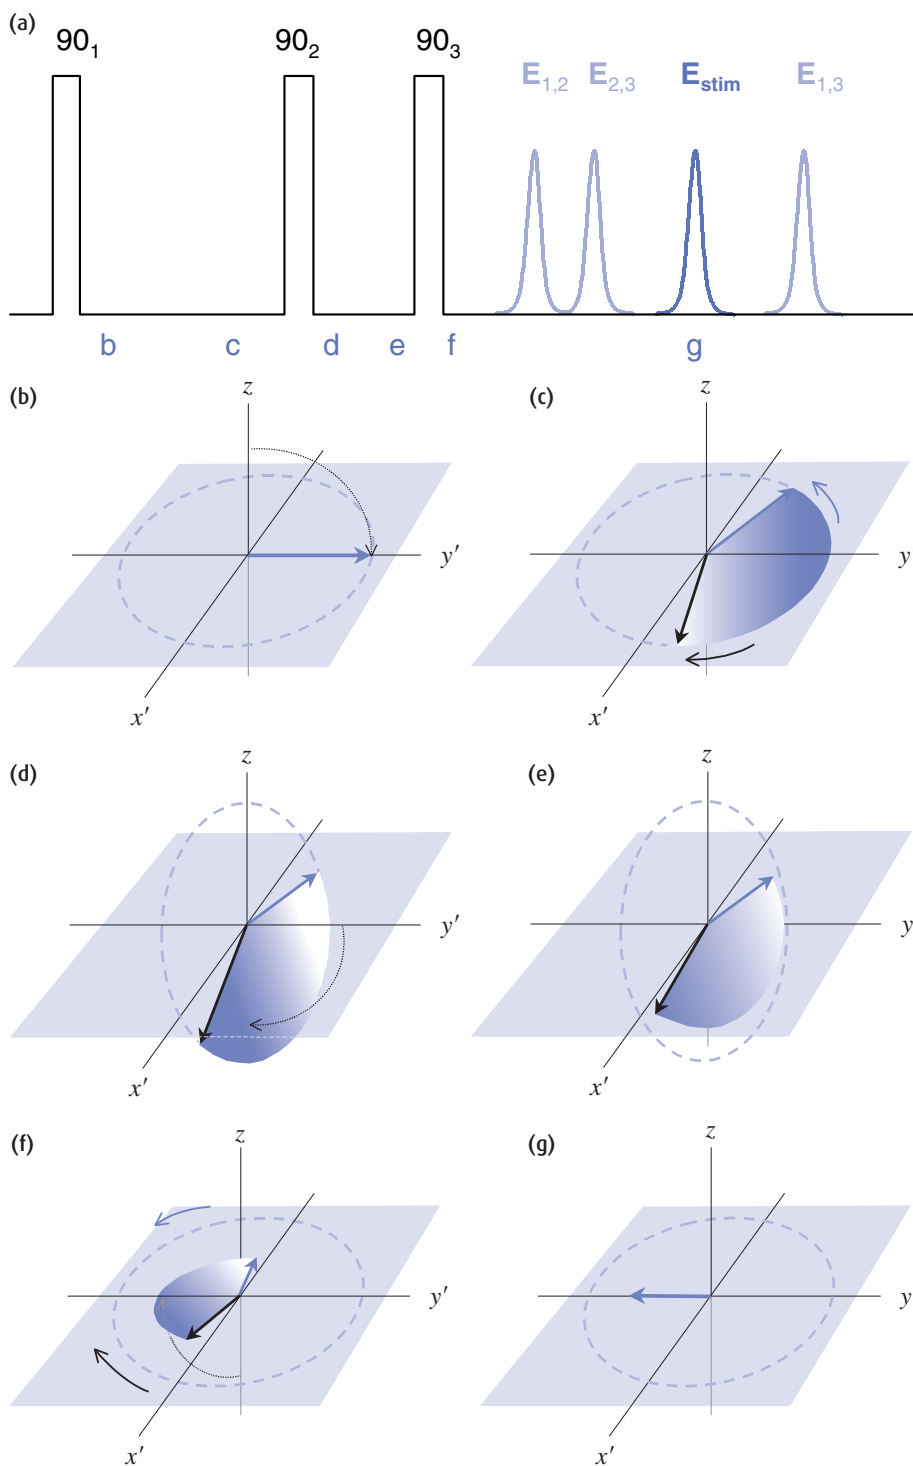 (a)
90₁ 90₂ 90₃
E₁,₂ E₂,₃ Estim E₁,₃
b c d e f g
(b)
z
y′
x′
(c)
z
y
x′
(d)
z
y′
x′
(e)
z
y
x′
(f)
z
y′
x′
(g)
z
y
x′